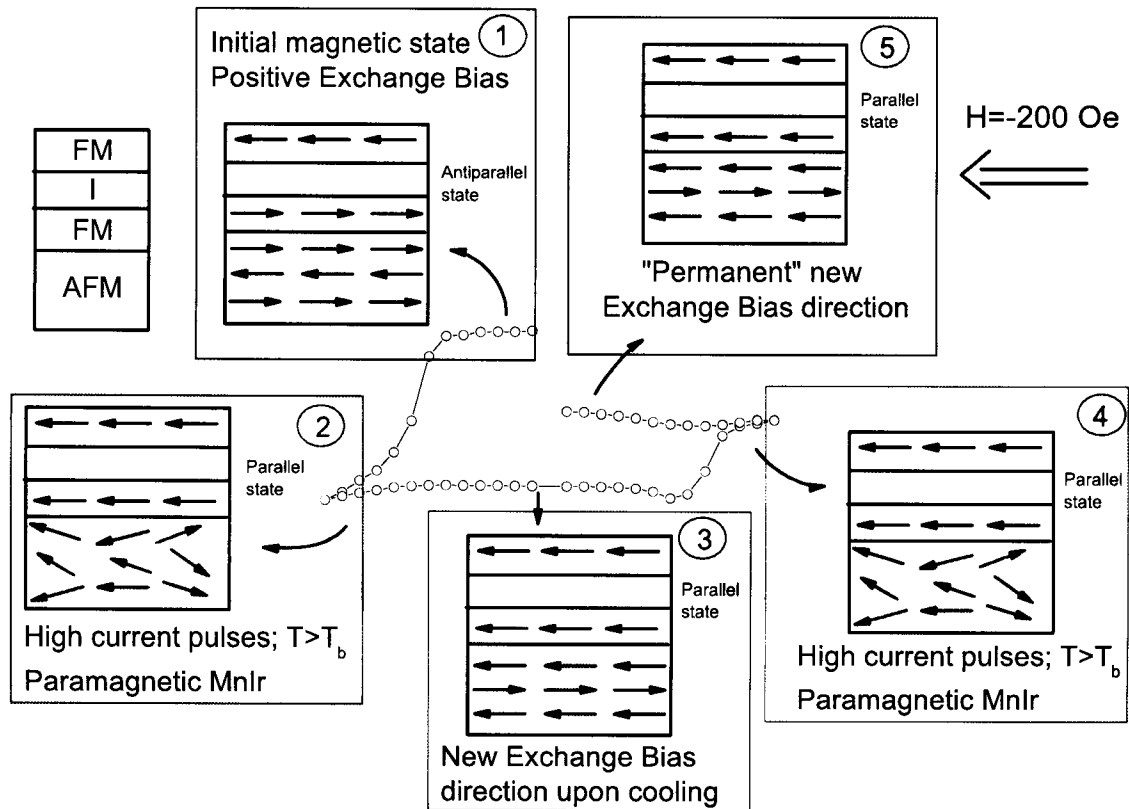 Initial magnetic state
Positive Exchange Bias
1
Antiparallel
state
FM
I
FM
AFM
5
Parallel
state
H=-200 Oe
"Permanent" new
Exchange Bias direction
2
Parallel
state
High current pulses; T>Tb
Paramagnetic MnIr
3
Parallel
state
New Exchange Bias
direction upon cooling
4
Parallel
state
High current pulses; T>Tb
Paramagnetic MnIr